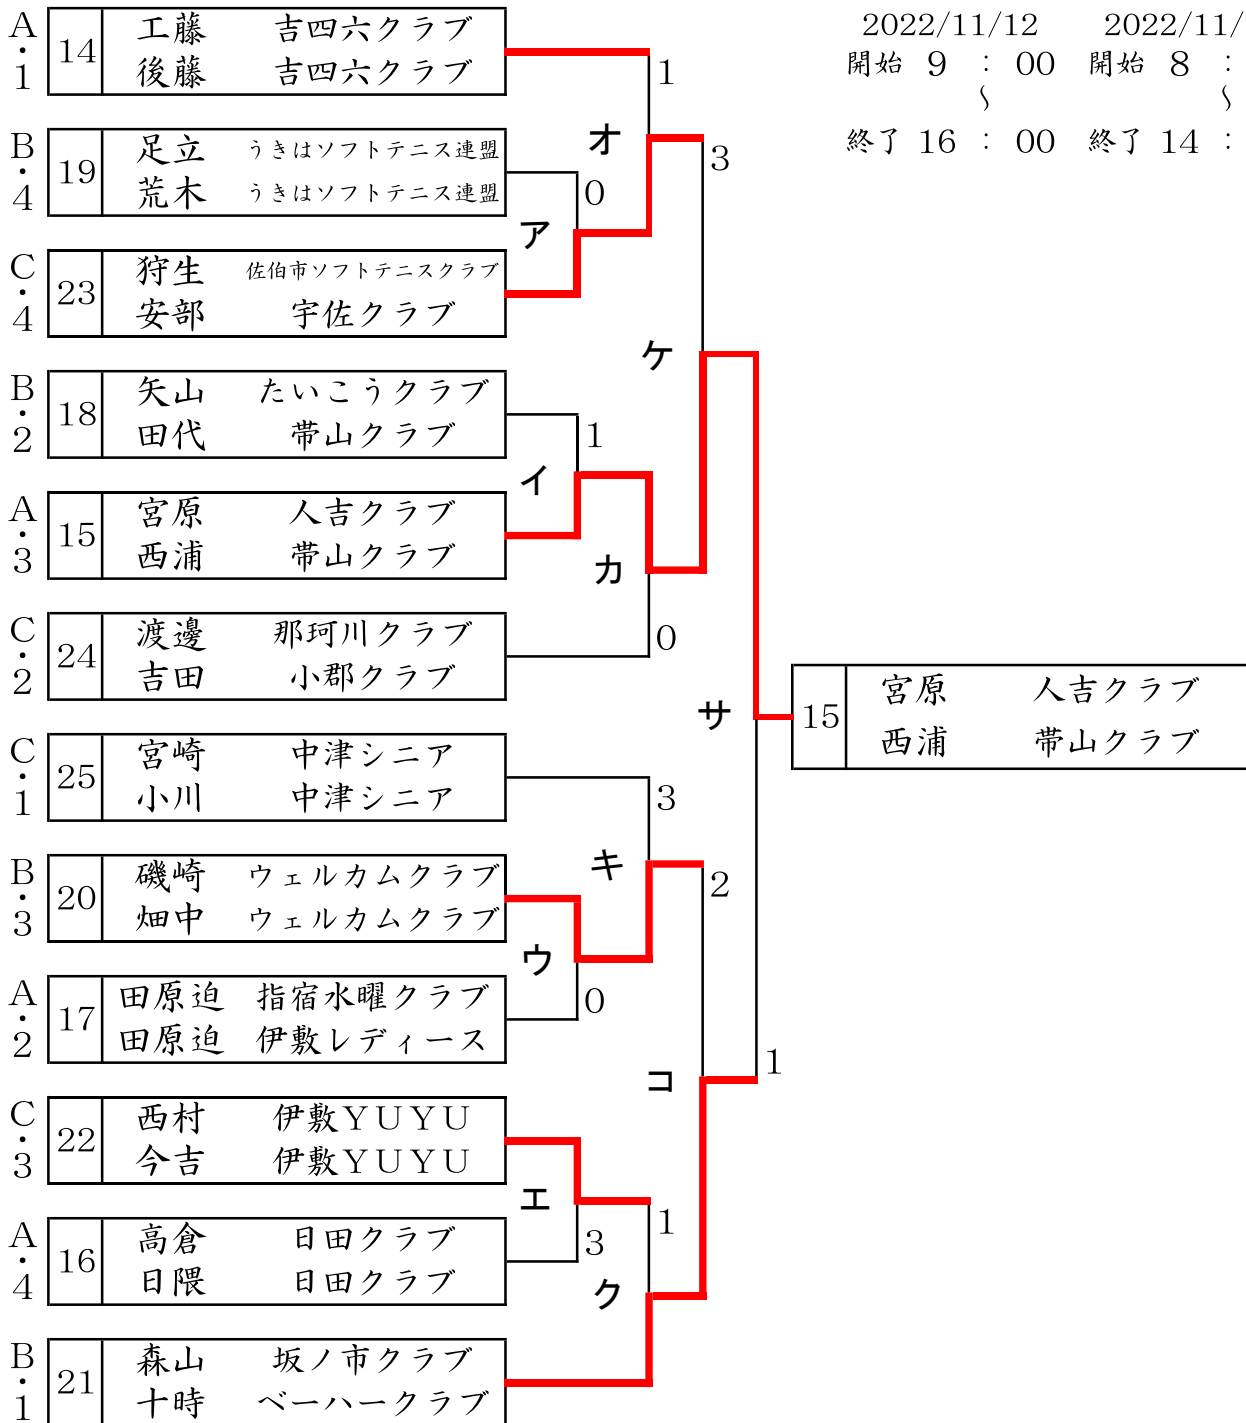 2022/11/12 2022/11/
開始 9 : 00 開始 8 :
~ ~
終了 16 : 00 終了 14 :
A・1 14 工藤 吉四六クラブ
後藤 吉四六クラブ
1
オ
3
B・4 19 足立 うきはソフトテニス連盟
荒木 うきはソフトテニス連盟
0
ア
C・4 23 狩生 佐伯市ソフトテニスクラブ
安部 宇佐クラブ
ケ
B・2 18 矢山 たいこうクラブ
田代 帯山クラブ
1
イ
A・3 15 宮原 人吉クラブ
西浦 帯山クラブ
カ
C・2 24 渡邊 那珂川クラブ
吉田 小郡クラブ
0
サ
15 宮原 人吉クラブ
西浦 帯山クラブ
C・1 25 宮崎 中津シニア
小川 中津シニア
3
キ
2
B・3 20 磯崎 ウェルカムクラブ
畑中 ウェルカムクラブ
ウ
A・2 17 田原迫 指宿水曜クラブ
田原迫 伊敷レディース
0
コ
1
C・3 22 西村 伊敷YUYU
今吉 伊敷YUYU
エ
1
A・4 16 高倉 日田クラブ
日隈 日田クラブ
3
ク
B・1 21 森山 坂ノ市クラブ
十時 ベーハークラブ